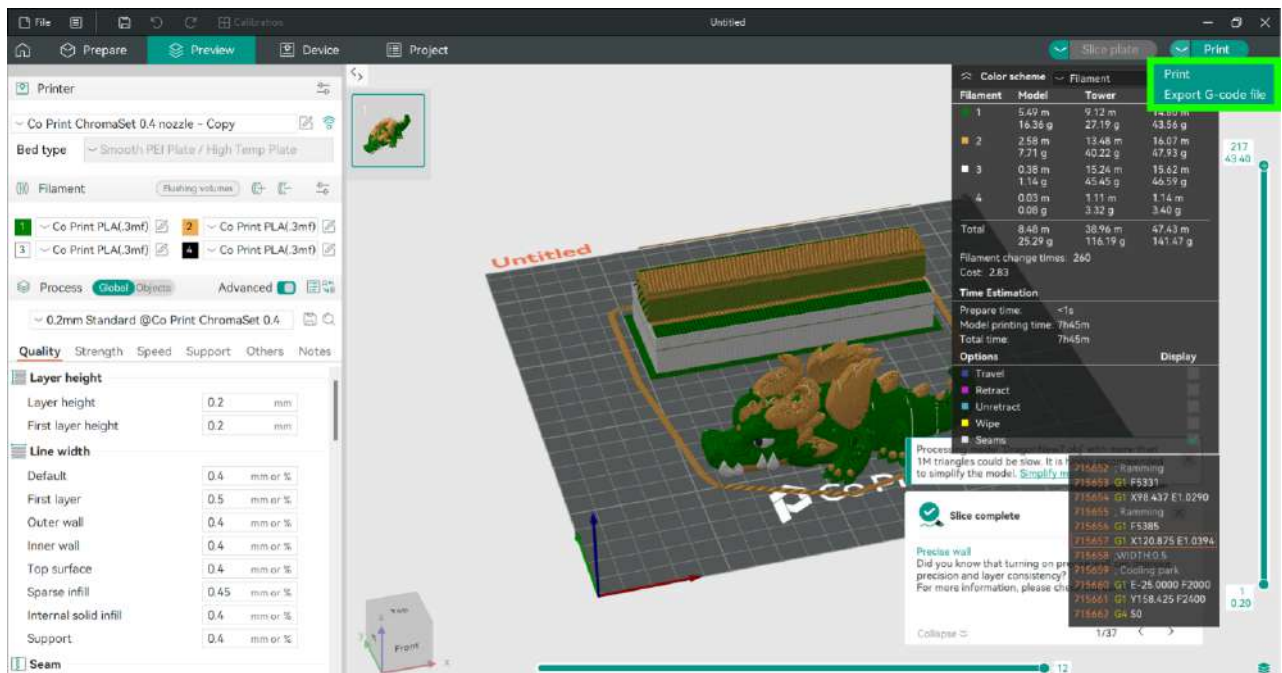 File Calibration Untitled
Prepare Preview Device Project Slice plate Print
Print
Export G-code file
Printer
Co Print ChromaSet 0.4 nozzle - Copy
Bed type Smooth PEI Plate / High Temp Plate
Filament Flushing volumes
1 Co Print PLA(.3mf) 2 Co Print PLA(.3mf)
3 Co Print PLA(.3mf) 4 Co Print PLA(.3mf)
Process Global Objects Advanced
0.2mm Standard @Co Print ChromaSet 0.4
Quality Strength Speed Support Others Notes
Layer height
Layer height 0.2 mm
First layer height 0.2 mm
Line width
Default 0.4 mm or %
First layer 0.5 mm or %
Outer wall 0.4 mm or %
Inner wall 0.4 mm or %
Top surface 0.4 mm or %
Sparse infill 0.45 mm or %
Internal solid infill 0.4 mm or %
Support 0.4 mm or %
Seam
Untitled
Front
x
Color scheme Filament
Filament Model Tower
1 5.49 m 9.12 m
16.36 g 27.19 g 43.56 g
2 2.58 m 13.48 m 16.07 m
7.71 g 40.22 g 47.93 g
3 0.38 m 15.24 m 15.62 m
1.14 g 45.45 g 46.59 g
4 0.03 m 1.11 m 1.14 m
0.08 g 3.32 g 3.40 g
Total 8.48 m 38.96 m 47.43 m
25.29 g 116.19 g 141.47 g
Filament change times: 260
Cost: 2.83
Time Estimation
Prepare time: <1s
Model printing time: 7h45m
Total time: 7h45m
Options Display
Travel
Retract
Unretract
Wipe
Seams
217
43.40
1M triangles could be slow. It is
to simplify the model. Simplify
Slice complete
Precise wall
Did you know that turning on
precision and layer consistency?
For more information, please
Collapse 1/37
715652 ; Ramming
715653 G1 F5331
715654 G1 X98.437 E1.0290
715655 ; Ramming
715656 G1 F5385
715657 G1 X120.875 E1.0394
715658 ;WIDTH:0.5
715659 ; Cooling park
715660 G1 E-25.0000 F2000
715661 G1 Y158.425 F2400
715662 G4 S0
1
0.20
12